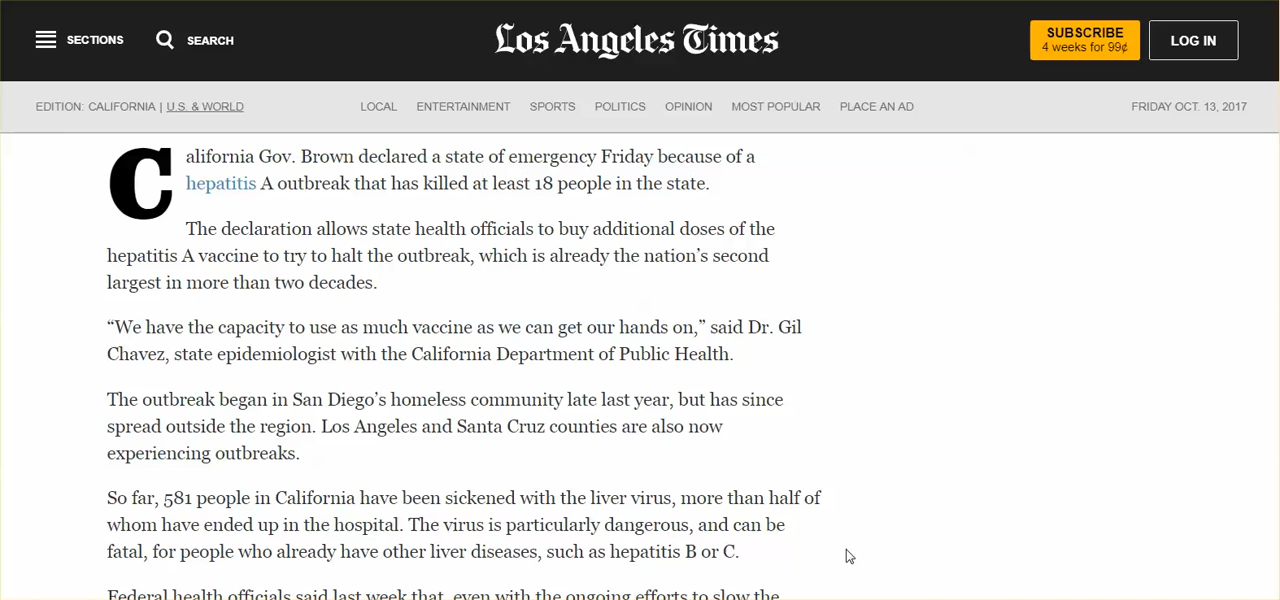 SECTIONS
SEARCH
Los Angeles Times
SUBSCRIBE
4 weeks for 99¢
LOG IN
EDITION: CALIFORNIA | U.S. & WORLD
LOCAL ENTERTAINMENT SPORTS POLITICS OPINION MOST POPULAR PLACE AN AD
FRIDAY OCT. 13, 2017
California Gov. Brown declared a state of emergency Friday because of a
hepatitis A outbreak that has killed at least 18 people in the state.
The declaration allows state health officials to buy additional doses of the
hepatitis A vaccine to try to halt the outbreak, which is already the nation’s second
largest in more than two decades.
“We have the capacity to use as much vaccine as we can get our hands on,” said Dr. Gil
Chavez, state epidemiologist with the California Department of Public Health.
The outbreak began in San Diego’s homeless community late last year, but has since
spread outside the region. Los Angeles and Santa Cruz counties are also now
experiencing outbreaks.
So far, 581 people in California have been sickened with the liver virus, more than half of
whom have ended up in the hospital. The virus is particularly dangerous, and can be
fatal, for people who already have other liver diseases, such as hepatitis B or C.
Federal health officials said last week that, even with the ongoing efforts to slow the